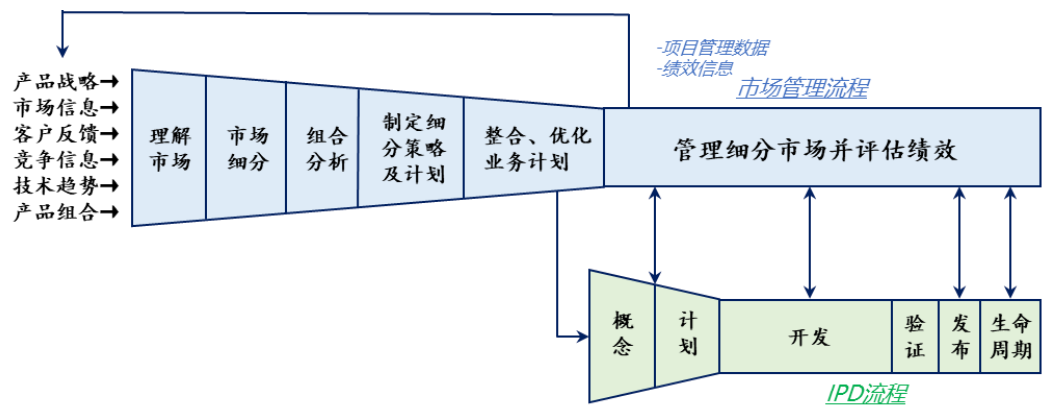 -项目管理数据
-绩效信息
市场管理流程
产品战略
市场信息
客户反馈
竞争信息
技术趋势
产品组合
理解
市场
市场
细分
组合
分析
制定细
分策略
及计划
整合、优化
业务计划
管理细分市场并评估绩效
概
念
计
划
开发
验
证
发
布
生命
周期
IPD流程